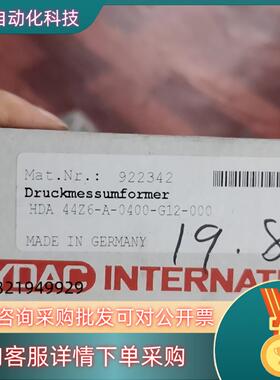 自动化科技
Mat.Nr.: 922342
Druckmessumformer
HDA 44Z6-A-0400-G12-000
MADE IN GERMANY
19.8
YDAC INTERNAT
321949929
咨询采购批发可对公开票
客服详情下单采购